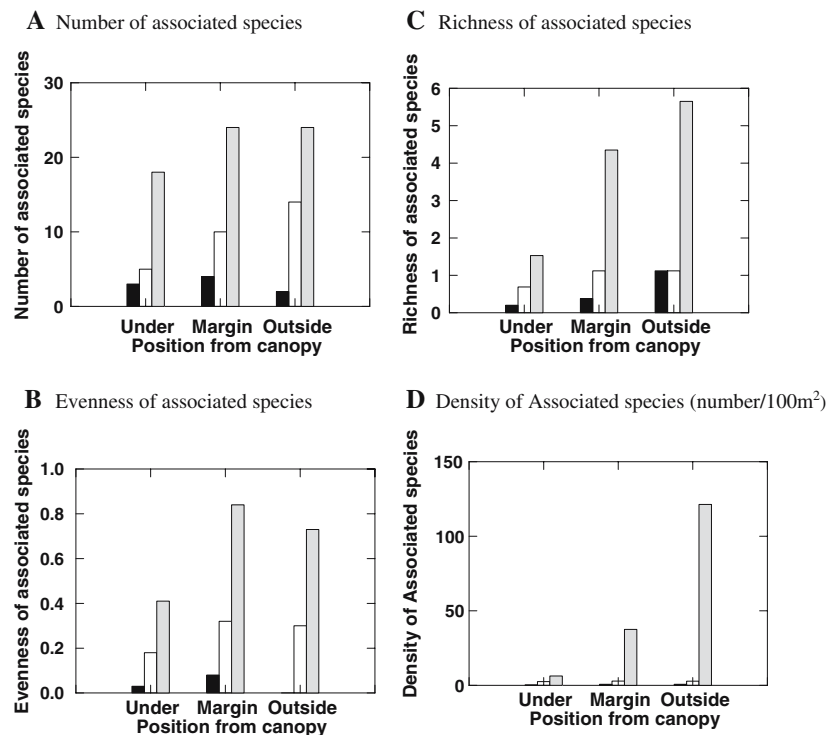 A Number of associated species
Number of associated species
30
20
10
0
Under Margin Outside
Position from canopy
C Richness of associated species
Richness of associated species
6
5
4
3
2
1
0
Under Margin Outside
Position from canopy
B Evenness of associated species
Evenness of associated species
1.0
0.8
0.6
0.4
0.2
0.0
Under Margin Outside
Position from canopy
D Density of Associated species (number/100m²)
Density of Associated species
150
100
50
0
Under Margin Outside
Position from canopy